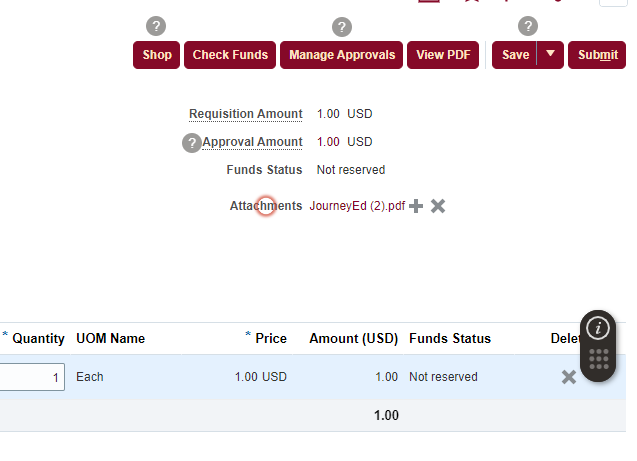 ? ? ?
Shop Check Funds Manage Approvals View PDF Save Submit
Requisition Amount 1.00 USD
? Approval Amount 1.00 USD
Funds Status Not reserved
Attachments JourneyEd (2).pdf
* Quantity UOM Name * Price Amount (USD) Funds Status Delet
1 Each 1.00 USD 1.00 Not reserved
1.00